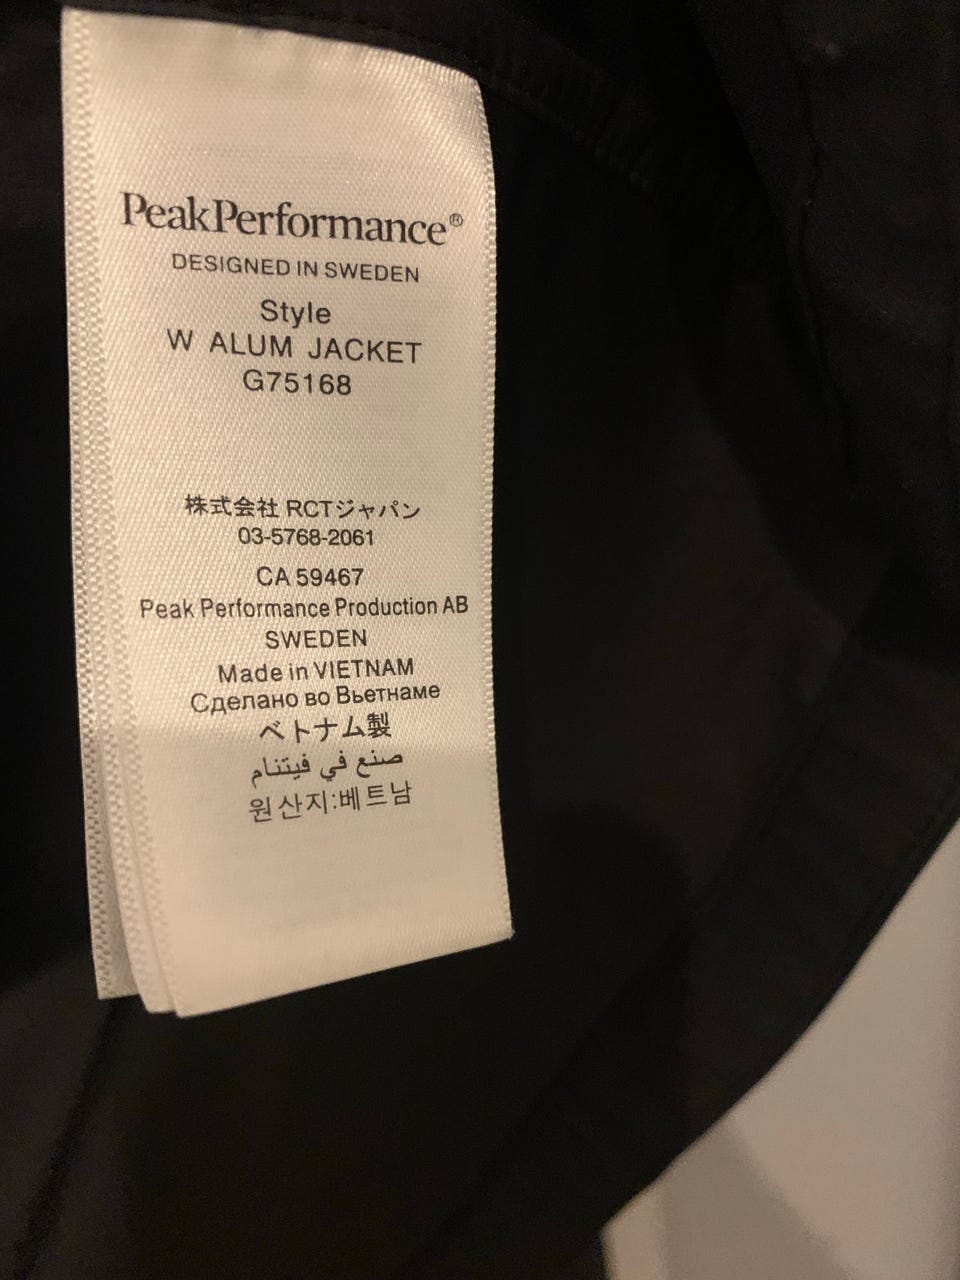 PeakPerformance®
DESIGNED IN SWEDEN
Style
W ALUM JACKET
G75168
株式会社 RCTジャパン
03-5768-2061
CA 59467
Peak Performance Production AB
SWEDEN
Made in VIETNAM
Сделано во Вьетнаме
ベトナム製
صنع في فيتنام
원산지:베트남